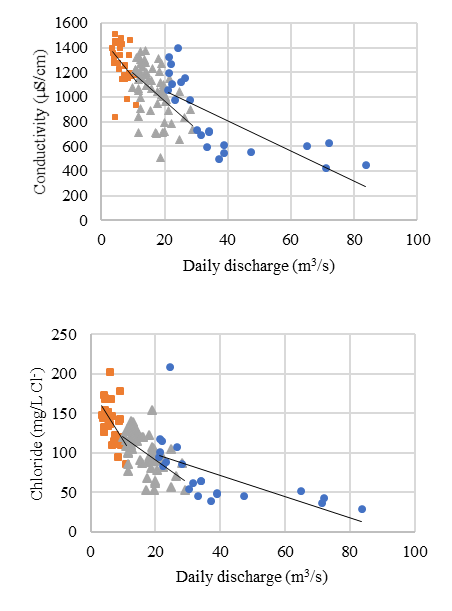 1600
1400
1200
1000
800
600
400
200
0
Conductivity (µS/cm)
0 20 40 60 80 100
Daily discharge (m³/s)
250
200
150
100
50
0
Chloride (mg/L Cl-)
0 20 40 60 80 100
Daily discharge (m³/s)